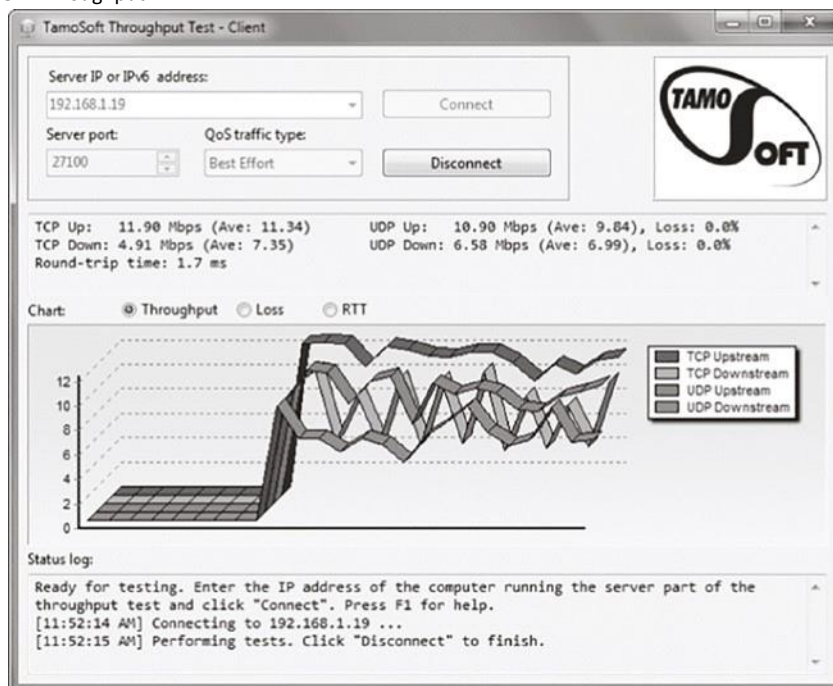 TamoSoft Throughput Test - Client
Server IP or IPv6 address:
192.168.1.19
Connect
Server port:
QoS traffic type:
27100
Best Effort
Disconnect
TAMO
SOFT
TCP Up: 11.90 Mbps (Ave: 11.34) UDP Up: 10.90 Mbps (Ave: 9.84), Loss: 0.0%
TCP Down: 4.91 Mbps (Ave: 7.35) UDP Down: 6.58 Mbps (Ave: 6.99), Loss: 0.0%
Round-trip time: 1.7 ms
Chart: Throughput Loss RTT
12
10
8
6
4
2
0
TCP Upstream
TCP Downstream
UDP Upstream
UDP Downstream
Status log:
Ready for testing. Enter the IP address of the computer running the server part of the
throughput test and click "Connect". Press F1 for help.
[11:52:14 AM] Connecting to 192.168.1.19 ...
[11:52:15 AM] Performing tests. Click "Disconnect" to finish.